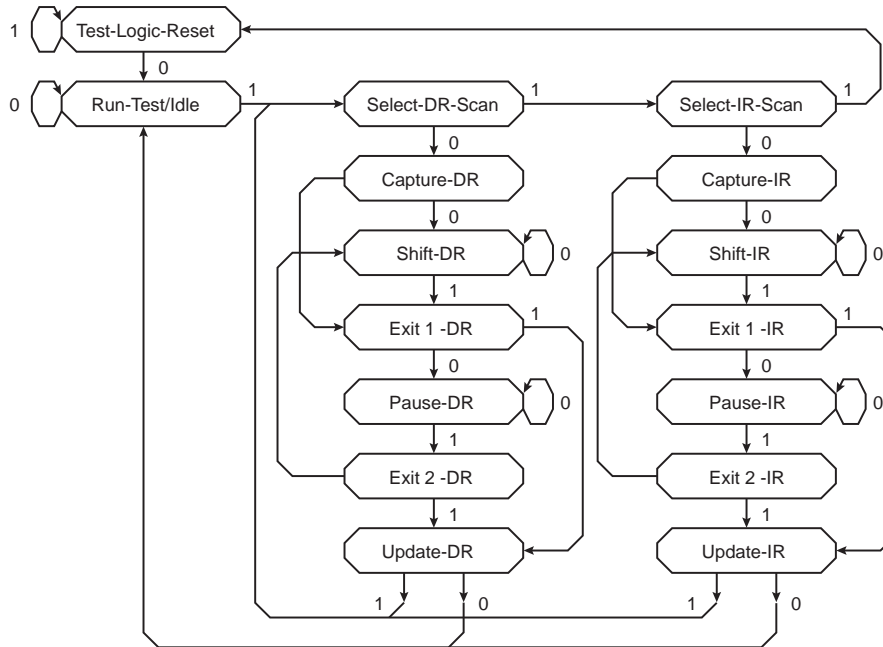 1 Test-Logic-Reset
0
0 Run-Test/Idle 1 Select-DR-Scan 1 Select-IR-Scan 1
0 0
Capture-DR Capture-IR
0 0
Shift-DR 0 Shift-IR 0
1 1
Exit 1 -DR 1 Exit 1 -IR 1
0 0
Pause-DR 0 Pause-IR 0
1 1
Exit 2 -DR Exit 2 -IR
1 1
Update-DR Update-IR
1 0 1 0